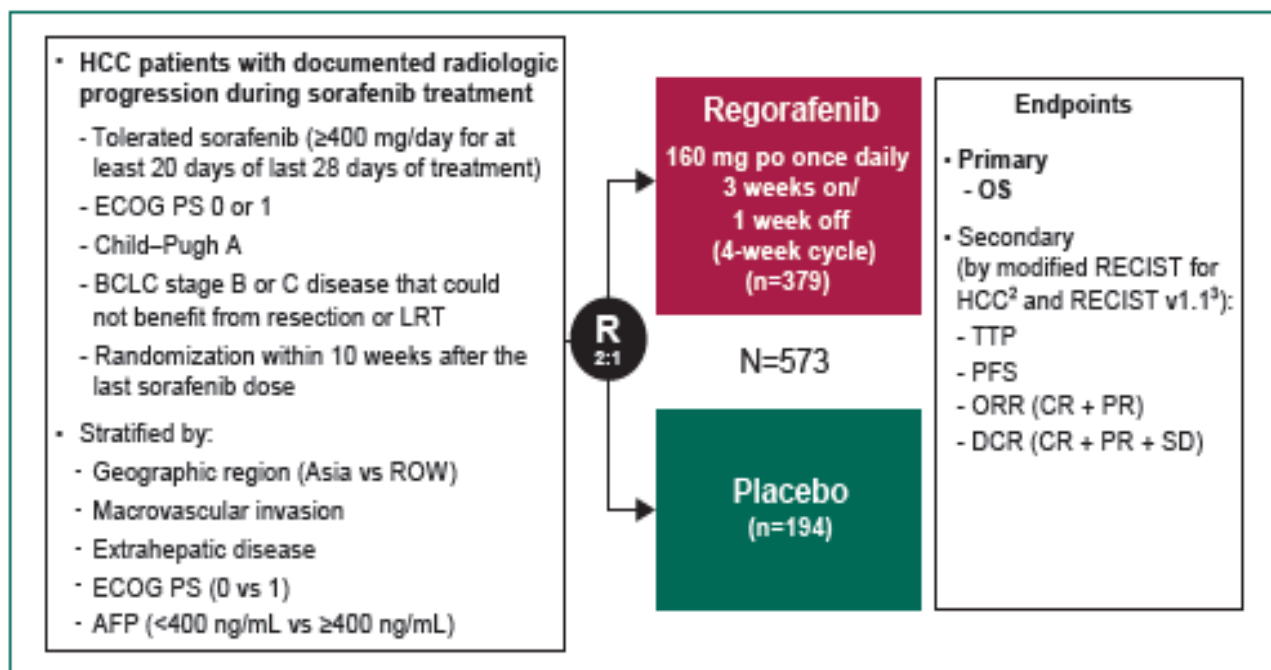 · HCC patients with documented radiologic
progression during sorafenib treatment
- Tolerated sorafenib (≥400 mg/day for at
least 20 days of last 28 days of treatment)
- ECOG PS 0 or 1
- Child–Pugh A
- BCLC stage B or C disease that could
not benefit from resection or LRT
- Randomization within 10 weeks after the
last sorafenib dose
· Stratified by:
- Geographic region (Asia vs ROW)
- Macrovascular invasion
- Extrahepatic disease
- ECOG PS (0 vs 1)
- AFP (<400 ng/mL vs ≥400 ng/mL)
R
2:1
Regorafenib
160 mg po once daily
3 weeks on/
1 week off
(4-week cycle)
(n=379)
N=573
Placebo
(n=194)
Endpoints
· Primary
- OS
· Secondary
(by modified RECIST for
HCC² and RECIST v1.1³):
- TTP
- PFS
- ORR (CR + PR)
- DCR (CR + PR + SD)